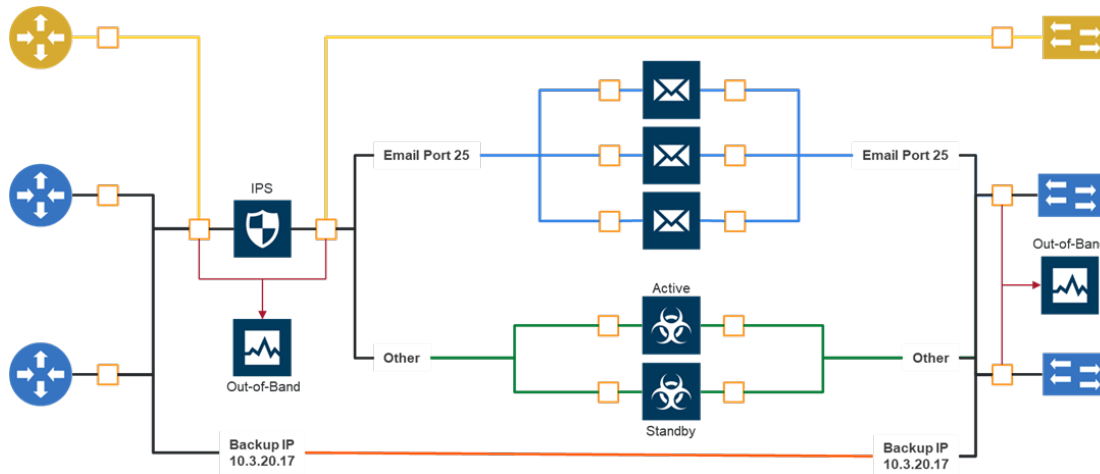 Email Port 25
Email Port 25
IPS
Out-of-Band
Active
Other
Other
Out-of-Band
Standby
Backup IP
10.3.20.17
Backup IP
10.3.20.17